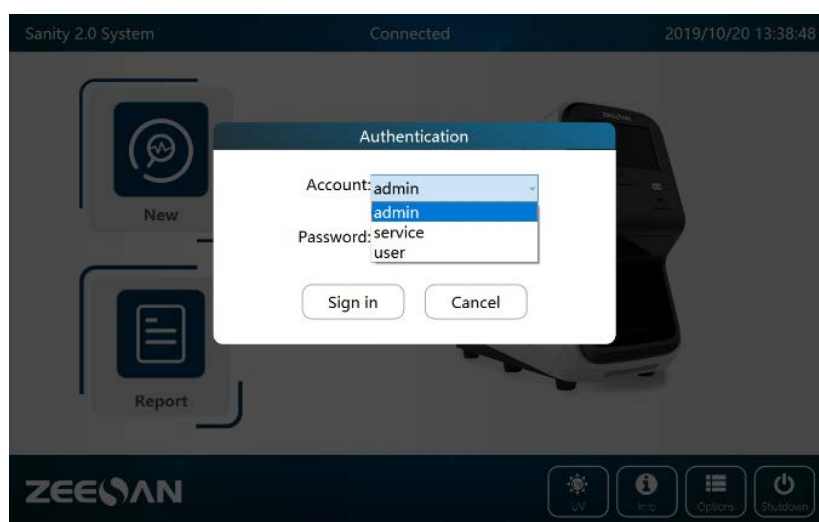 Sanity 2.0 System Connected 2019/10/20 13:38:48
Authentication
Account: admin
admin
service
user
Password:
Sign in Cancel
New
Report
ZEESAN
UV Info Options Shutdown